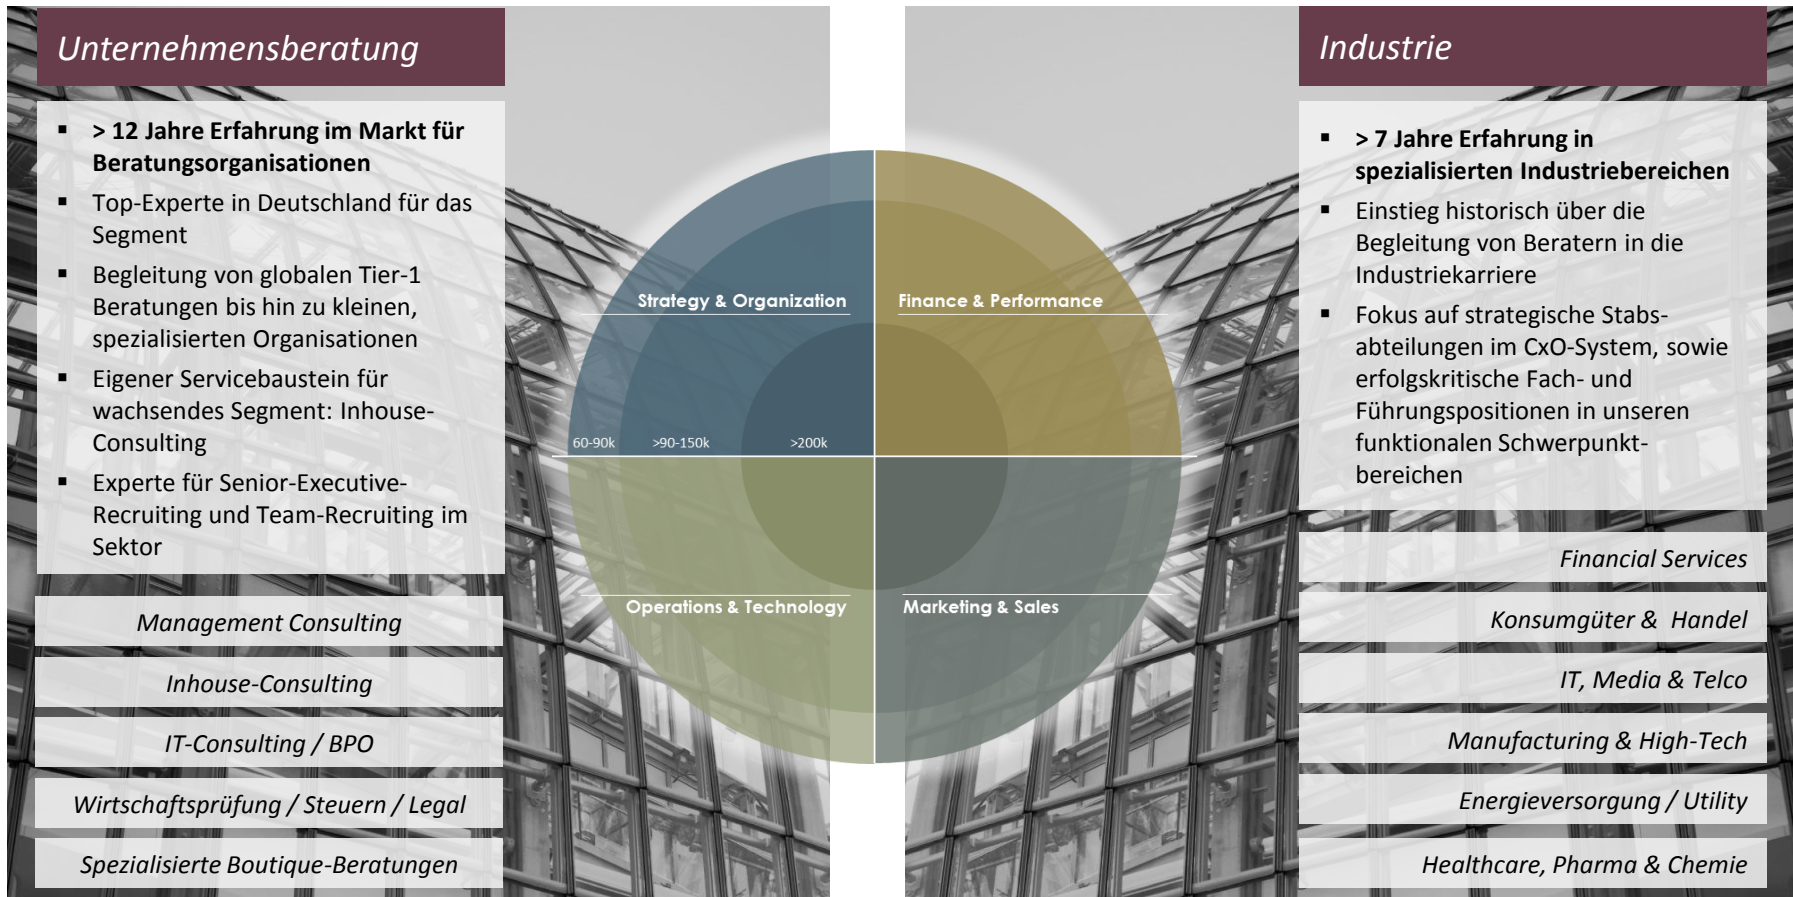 Unternehmensberatung
> 12 Jahre Erfahrung im Markt für
Beratungsorganisationen
Top-Experte in Deutschland für das
Segment
Begleitung von globalen Tier-1
Beratungen bis hin zu kleinen,
spezialisierten Organisationen
Eigener Servicebaustein für
wachsendes Segment: Inhouse-
Consulting
Experte für Senior-Executive-
Recruiting und Team-Recruiting im
Sektor
Management Consulting
Inhouse-Consulting
IT-Consulting / BPO
Wirtschaftsprüfung / Steuern / Legal
Spezialisierte Boutique-Beratungen
Strategy & Organization
Finance & Performance
60-90k >90-150k >200k
Operations & Technology
Marketing & Sales
Industrie
> 7 Jahre Erfahrung in
spezialisierten Industriebereichen
Einstieg historisch über die
Begleitung von Beratern in die
Industriekarriere
Fokus auf strategische Stabs-
abteilungen im CxO-System, sowie
erfolgskritische Fach- und
Führungspositionen in unseren
funktionalen Schwerpunkt-
bereichen
Financial Services
Konsumgüter & Handel
IT, Media & Telco
Manufacturing & High-Tech
Energieversorgung / Utility
Healthcare, Pharma & Chemie